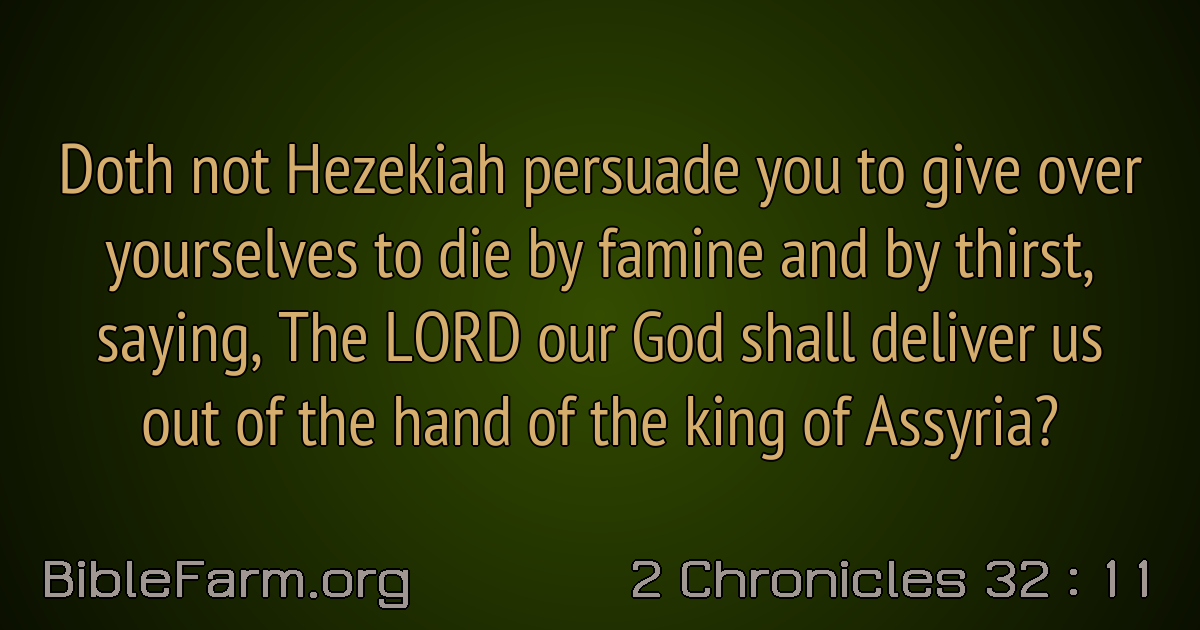 Doth not Hezekiah persuade you to give over
yourselves to die by famine and by thirst,
saying, The LORD our God shall deliver us
out of the hand of the king of Assyria?
BibleFarm.org
2 Chronicles 32 : 11